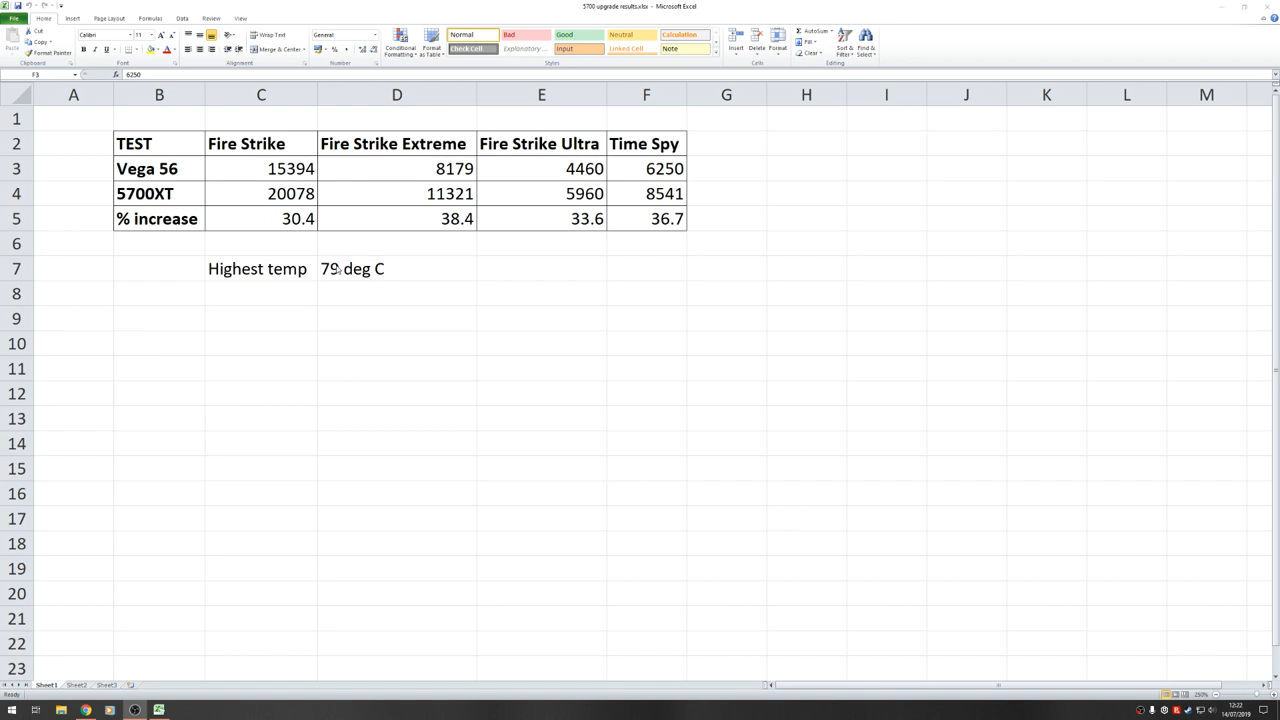 5700 upgrade results.xlsx - Microsoft Excel
File Home Insert Page Layout Formulas Data Review View
Cut
Copy
Format Painter
Paste
Calibri 11
Wrap Text
Merge & Center
General
Conditional Formatting
Format as Table
Normal Bad Good Neutral Calculation
Check Cell Explanatory ... Input Linked Cell Note
Insert Delete Format
AutoSum
Fill
Clear
Sort & Filter
Find & Select
Clipboard Font Alignment Number Styles Cells Editing
F3 fx 6250
A B C D E F G H I J K L M
1
2 TEST Fire Strike Fire Strike Extreme Fire Strike Ultra Time Spy
3 Vega 56 15394 8179 4460 6250
4 5700XT 20078 11321 5960 8541
5 % increase 30.4 38.4 33.6 36.7
6
7 Highest temp 79 deg C
8
9
10
11
12
13
14
15
16
17
18
19
20
21
22
23
Sheet1 Sheet2 Sheet3
Ready 250%
12:22
14/07/2019